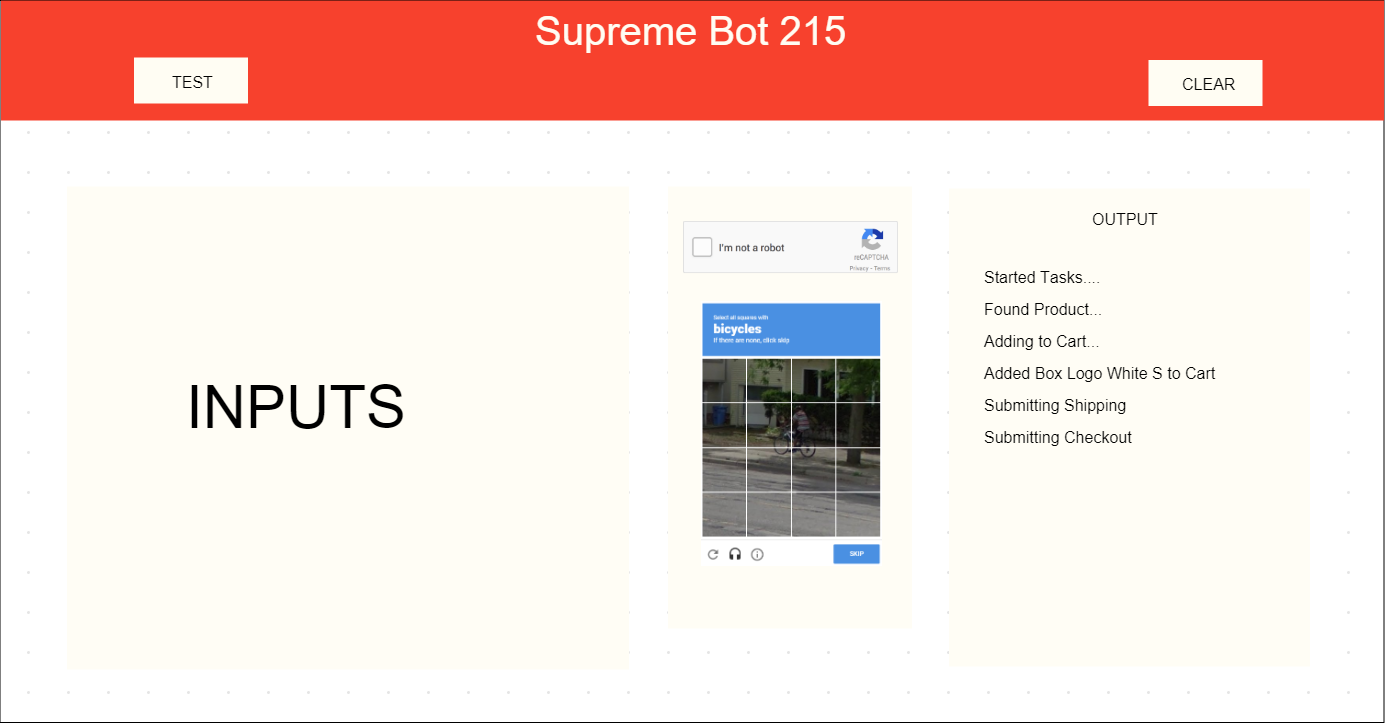 Supreme Bot 215
TEST
CLEAR
INPUTS
I'm not a robot
reCAPTCHA
Privacy - Terms
Select all squares with
bicycles
If there are none, click skip
SKIP
OUTPUT
Started Tasks....
Found Product...
Adding to Cart...
Added Box Logo White S to Cart
Submitting Shipping
Submitting Checkout